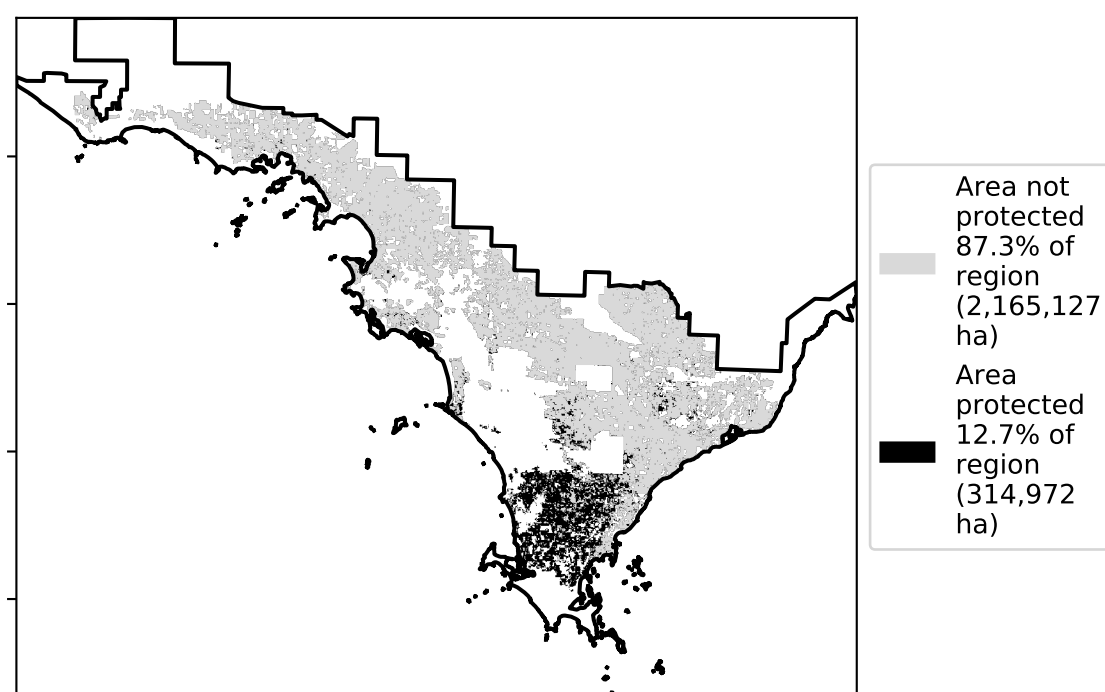 Area not
protected
87.3% of
region
(2,165,127
ha)
Area
protected
12.7% of
region
(314,972
ha)